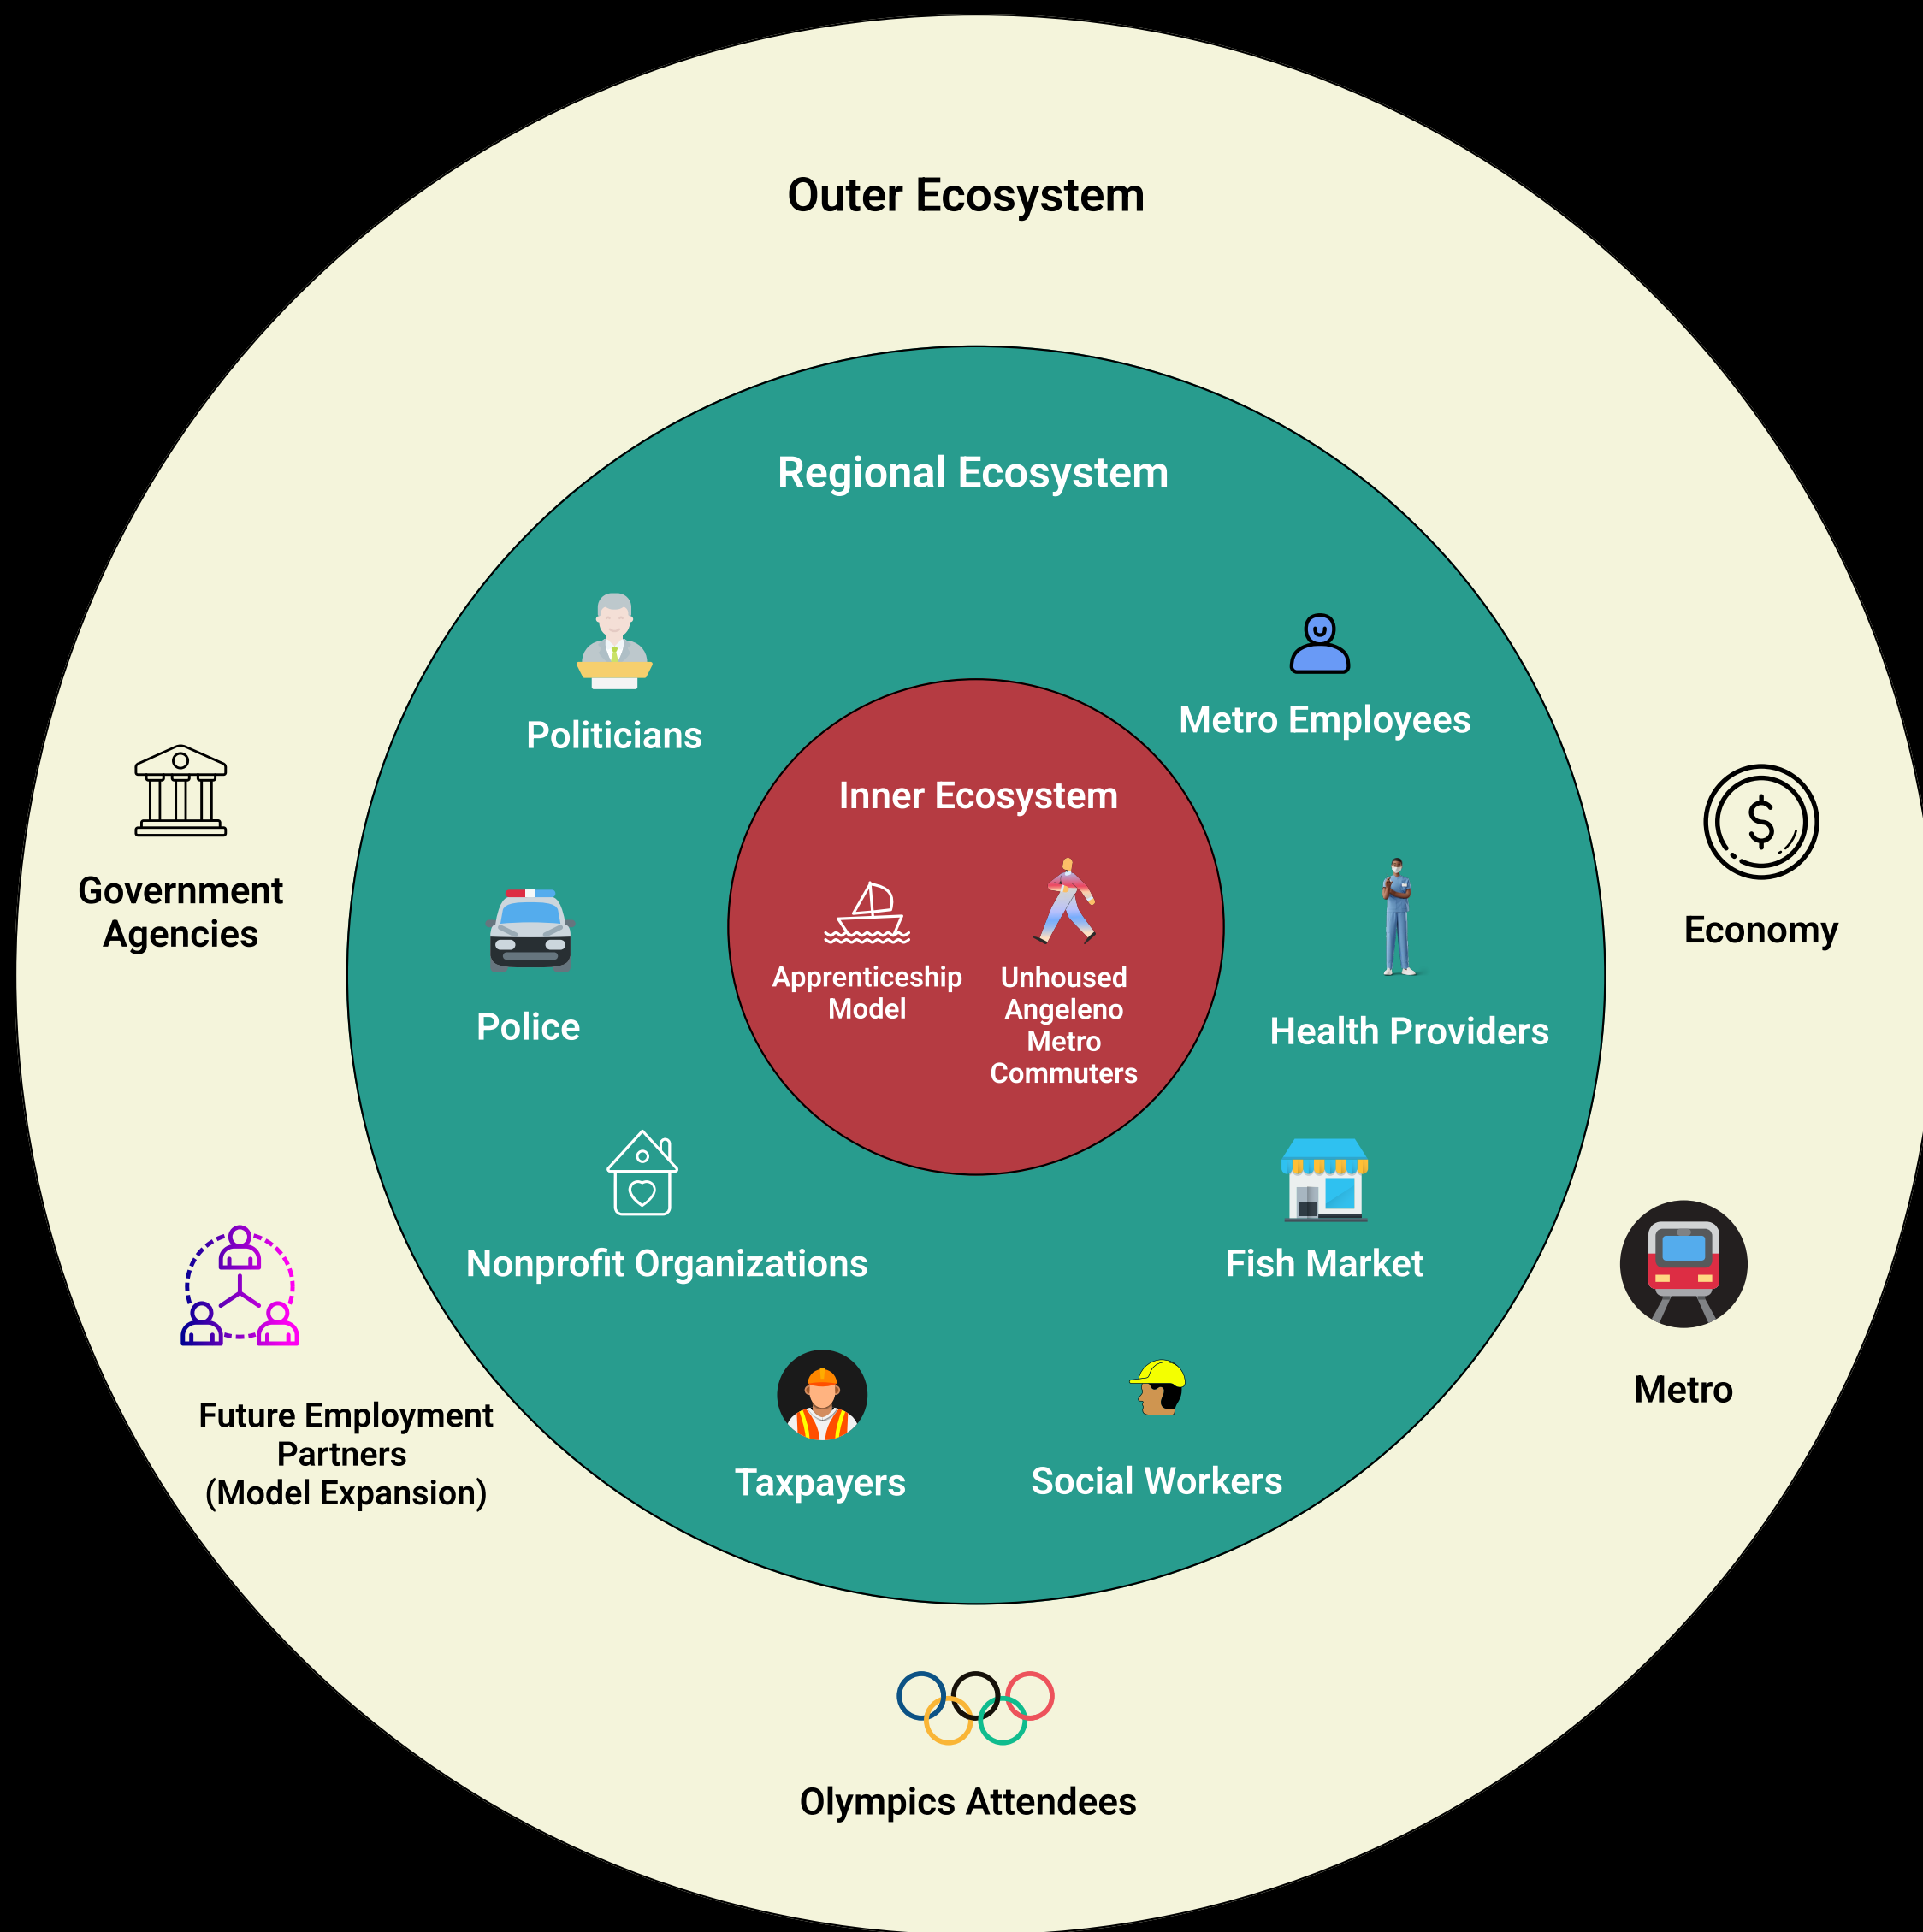 Outer Ecosystem
Regional Ecosystem
Politicians
Metro Employees
Inner Ecosystem
Government
Agencies
Economy
Apprenticeship
Model
Unhoused
Angeleno
Metro
Commuters
Police
Health Providers
Nonprofit Organizations
Fish Market
Metro
Future Employment
Partners
(Model Expansion)
Taxpayers
Social Workers
Olympics Attendees